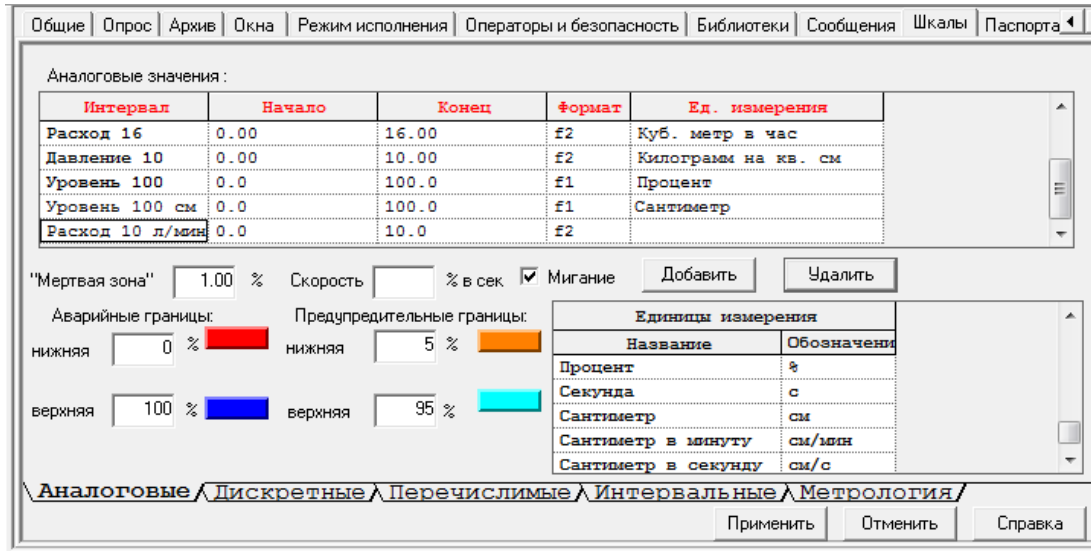 Общие Опрос Архив Окна Режим исполнения Операторы и безопасность Библиотеки Сообщения Шкалы Паспорта
Аналоговые значения :
Интервал Начало Конец Формат Ед. измерения
Расход 16 0.00 16.00 f2 Куб. метр в час
Давление 10 0.00 10.00 f2 Килограмм на кв. см
Уровень 100 0.0 100.0 f1 Процент
Уровень 100 см 0.0 100.0 f1 Сантиметр
Расход 10 л/мин 0.0 10.0 f2
"Мертвая зона" 1.00 % Скорость % в сек Мигание Добавить Удалить
Аварийные границы: Предупредительные границы: Единицы измерения
нижняя 0 % нижняя 5 % Название Обозначени
Процент %
Секунда с
верхняя 100 % верхняя 95 % Сантиметр см
Сантиметр в минуту см/мин
Сантиметр в секунду см/с
Аналоговые Дискретные Перечислимые Интервальные Метрология
Применить Отменить Справка